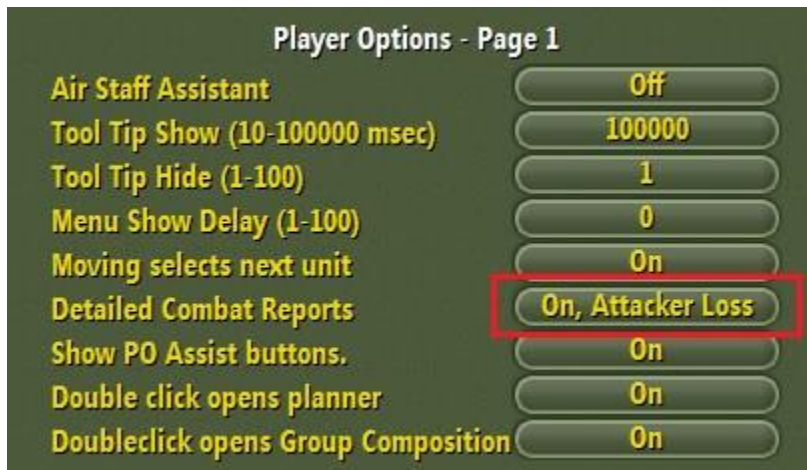 Player Options - Page 1
Air Staff Assistant Off
Tool Tip Show (10-100000 msec) 100000
Tool Tip Hide (1-100) 1
Menu Show Delay (1-100) 0
Moving selects next unit On
Detailed Combat Reports On, Attacker Loss
Show PO Assist buttons. On
Double click opens planner On
Doubleclick opens Group Composition On